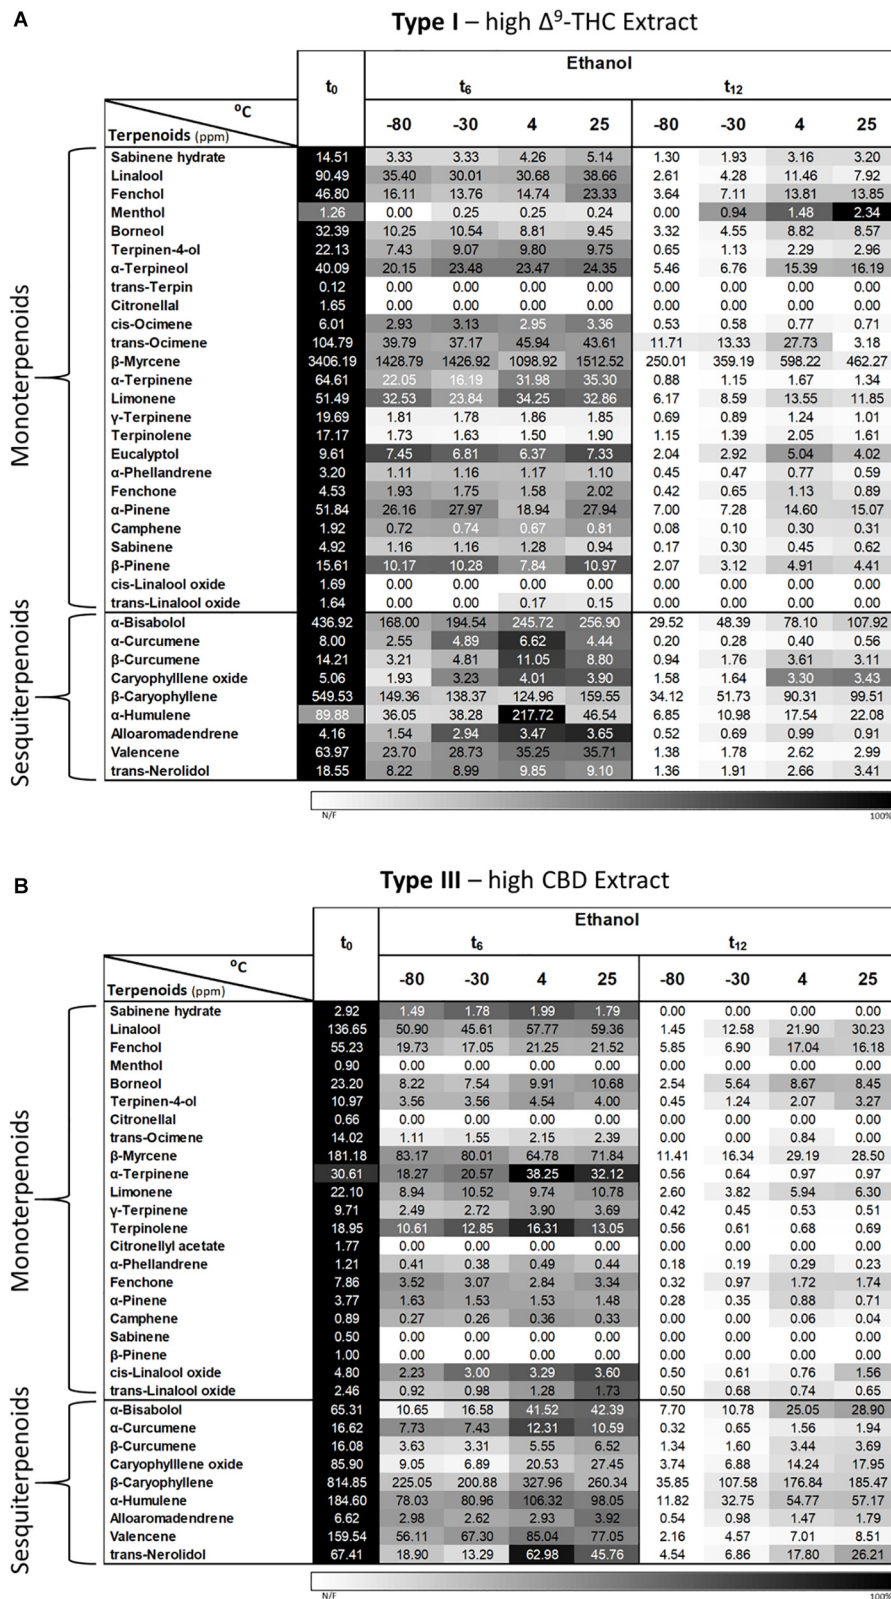 A
Type I – high Δ⁹-THC Extract
Ethanol
t₀ t₆ t₁₂
°C
Terpenoids (ppm) -80 -30 4 25 -80 -30 4 25
Monoterpenoids
Sabinene hydrate 14.51 3.33 3.33 4.26 5.14 1.30 1.93 3.16 3.20
Linalool 90.49 35.40 30.01 30.68 38.66 2.61 4.28 11.46 7.92
Fenchol 46.80 16.11 13.76 14.74 23.33 3.64 7.11 13.81 13.85
Menthol 1.26 0.00 0.25 0.25 0.24 0.00 0.94 1.48 2.34
Borneol 32.39 10.25 10.54 8.81 9.45 3.32 4.55 8.82 8.57
Terpinen-4-ol 22.13 7.43 9.07 9.80 9.75 0.65 1.13 2.29 2.96
α-Terpineol 40.09 20.15 23.48 23.47 24.35 5.46 6.76 15.39 16.19
trans-Terpin 0.12 0.00 0.00 0.00 0.00 0.00 0.00 0.00 0.00
Citronellal 1.65 0.00 0.00 0.00 0.00 0.00 0.00 0.00 0.00
cis-Ocimene 6.01 2.93 3.13 2.95 3.36 0.53 0.58 0.77 0.71
trans-Ocimene 104.79 39.79 37.17 45.94 43.61 11.71 13.33 27.73 3.18
β-Myrcene 3406.19 1428.79 1426.92 1098.92 1512.52 250.01 359.19 598.22 462.27
α-Terpinene 64.61 22.05 16.19 31.98 35.30 0.88 1.15 1.67 1.34
Limonene 51.49 32.53 23.84 34.25 32.86 6.17 8.59 13.55 11.85
γ-Terpinene 19.69 1.81 1.78 1.86 1.85 0.69 0.89 1.24 1.01
Terpinolene 17.17 1.73 1.63 1.50 1.90 1.15 1.39 2.05 1.61
Eucalyptol 9.61 7.45 6.81 6.37 7.33 2.04 2.92 5.04 4.02
α-Phellandrene 3.20 1.11 1.16 1.17 1.10 0.45 0.47 0.77 0.59
Fenchone 4.53 1.93 1.75 1.58 2.02 0.42 0.65 1.13 0.89
α-Pinene 51.84 26.16 27.97 18.94 27.94 7.00 7.28 14.60 15.07
Camphene 1.92 0.72 0.74 0.67 0.81 0.08 0.10 0.30 0.31
Sabinene 4.92 1.16 1.16 1.28 0.94 0.17 0.30 0.45 0.62
β-Pinene 15.61 10.17 10.28 7.84 10.97 2.07 3.12 4.91 4.41
cis-Linalool oxide 1.69 0.00 0.00 0.00 0.00 0.00 0.00 0.00 0.00
trans-Linalool oxide 1.64 0.00 0.00 0.17 0.15 0.00 0.00 0.00 0.00
Sesquiterpenoids
α-Bisabolol 436.92 168.00 194.54 245.72 256.90 29.52 48.39 78.10 107.92
α-Curcumene 8.00 2.55 4.89 6.62 4.44 0.20 0.28 0.40 0.56
β-Curcumene 14.21 3.21 4.81 11.05 8.80 0.94 1.76 3.61 3.11
Caryophylllene oxide 5.06 1.93 3.23 4.01 3.90 1.58 1.64 3.30 3.43
β-Caryophyllene 549.53 149.36 138.37 124.96 159.55 34.12 51.73 90.31 99.51
α-Humulene 89.88 36.05 38.28 217.72 46.54 6.85 10.98 17.54 22.08
Alloaromadendrene 4.16 1.54 2.94 3.47 3.65 0.52 0.69 0.99 0.91
Valencene 63.97 23.70 28.73 35.25 35.71 1.38 1.78 2.62 2.99
trans-Nerolidol 18.55 8.22 8.99 9.85 9.10 1.36 1.91 2.66 3.41
N/F 100%
B
Type III – high CBD Extract
Ethanol
t₀ t₆ t₁₂
°C
Terpenoids (ppm) -80 -30 4 25 -80 -30 4 25
Monoterpenoids
Sabinene hydrate 2.92 1.49 1.78 1.99 1.79 0.00 0.00 0.00 0.00
Linalool 136.65 50.90 45.61 57.77 59.36 1.45 12.58 21.90 30.23
Fenchol 55.23 19.73 17.05 21.25 21.52 5.85 6.90 17.04 16.18
Menthol 0.90 0.00 0.00 0.00 0.00 0.00 0.00 0.00 0.00
Borneol 23.20 8.22 7.54 9.91 10.68 2.54 5.64 8.67 8.45
Terpinen-4-ol 10.97 3.56 3.56 4.54 4.00 0.45 1.24 2.07 3.27
Citronellal 0.66 0.00 0.00 0.00 0.00 0.00 0.00 0.00 0.00
trans-Ocimene 14.02 1.11 1.55 2.15 2.39 0.00 0.00 0.84 0.00
β-Myrcene 181.18 83.17 80.01 64.78 71.84 11.41 16.34 29.19 28.50
α-Terpinene 30.61 18.27 20.57 38.25 32.12 0.56 0.64 0.97 0.97
Limonene 22.10 8.94 10.52 9.74 10.78 2.60 3.82 5.94 6.30
γ-Terpinene 9.71 2.49 2.72 3.90 3.69 0.42 0.45 0.53 0.51
Terpinolene 18.95 10.61 12.85 16.31 13.05 0.56 0.61 0.68 0.69
Citronellyl acetate 1.77 0.00 0.00 0.00 0.00 0.00 0.00 0.00 0.00
α-Phellandrene 1.21 0.41 0.38 0.49 0.44 0.18 0.19 0.29 0.23
Fenchone 7.86 3.52 3.07 2.84 3.34 0.32 0.97 1.72 1.74
α-Pinene 3.77 1.63 1.53 1.53 1.48 0.28 0.35 0.88 0.71
Camphene 0.89 0.27 0.26 0.36 0.33 0.00 0.00 0.06 0.04
Sabinene 0.50 0.00 0.00 0.00 0.00 0.00 0.00 0.00 0.00
β-Pinene 1.00 0.00 0.00 0.00 0.00 0.00 0.00 0.00 0.00
cis-Linalool oxide 4.80 2.23 3.00 3.29 3.60 0.50 0.61 0.76 1.56
trans-Linalool oxide 2.46 0.92 0.98 1.28 1.73 0.50 0.68 0.74 0.65
Sesquiterpenoids
α-Bisabolol 65.31 10.65 16.58 41.52 42.39 7.70 10.78 25.05 28.90
α-Curcumene 16.62 7.73 7.43 12.31 10.59 0.32 0.65 1.56 1.94
β-Curcumene 16.08 3.63 3.31 5.55 6.52 1.34 1.60 3.44 3.69
Caryophylllene oxide 85.90 9.05 6.89 20.53 27.45 3.74 6.88 14.24 17.95
β-Caryophyllene 814.85 225.05 200.88 327.96 260.34 35.85 107.58 176.84 185.47
α-Humulene 184.60 78.03 80.96 106.32 98.05 11.82 32.75 54.77 57.17
Alloaromadendrene 6.62 2.98 2.62 2.93 3.92 0.54 0.98 1.47 1.79
Valencene 159.54 56.11 67.30 85.04 77.05 2.16 4.57 7.01 8.51
trans-Nerolidol 67.41 18.90 13.29 62.98 45.76 4.54 6.86 17.80 26.21
N/F 100%